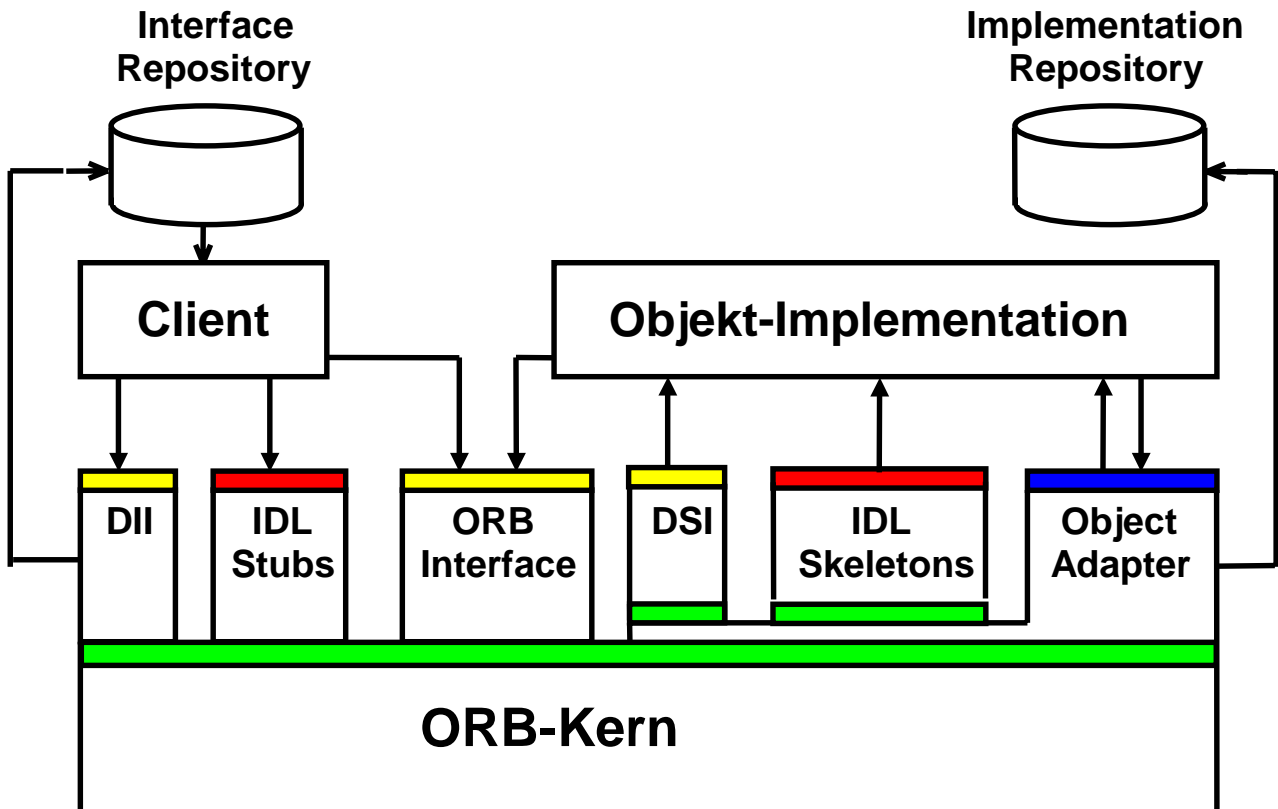 Interface
Repository
Implementation
Repository
Client
Objekt-Implementation
DII
IDL
Stubs
ORB
Interface
DSI
IDL
Skeletons
Object
Adapter
ORB-Kern